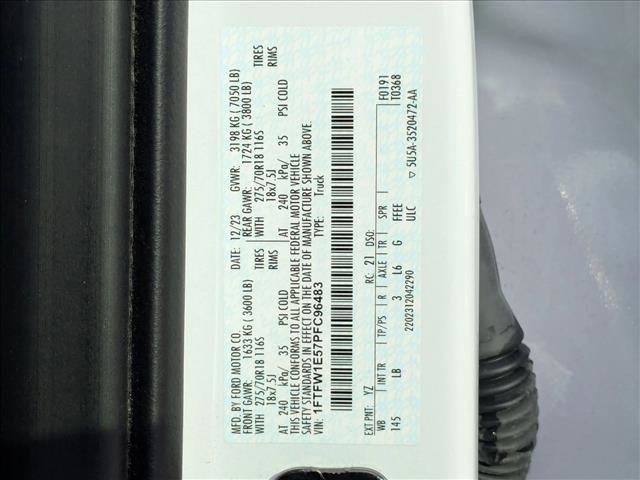 MFD. BY FORD MOTOR CO.
DATE: 12/23 GVWR: 3198 KG ( 7050 LB)
FRONT GAWR: 1633 KG ( 3600 LB) REAR GAWR: 1724 KG ( 3800 LB)
WITH 275/70R18 116S TIRES WITH 275/70R18 116S TIRES
18x7.5J RIMS 18x7.5J RIMS
AT 240 kPa/ 35 PSI COLD AT 240 kPa/ 35 PSI COLD
THIS VEHICLE CONFORMS TO ALL APPLICABLE FEDERAL MOTOR VEHICLE
SAFETY STANDARDS IN EFFECT ON THE DATE OF MANUFACTURE SHOWN ABOVE.
VIN: 1FTFW1E57PFC96483 TYPE: Truck
EXT PNT: YZ RC: 21 DSO: F0191
WB INT TR TP/PS R AXLE TR SPR T0368
145 LB 3 L6 G FFEE
ULC ▽ 5U5A-3520472-AA
2202312042290